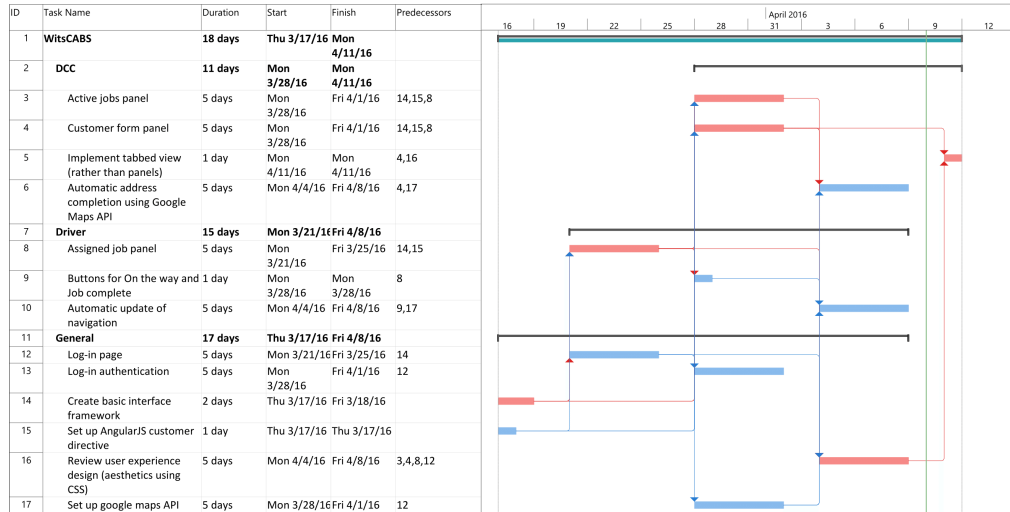 ID Task Name Duration Start Finish Predecessors
April 2016
16 19 22 25 28 31 3 6 9 12
1 WitsCABS 18 days Thu 3/17/16 Mon
4/11/16
2 DCC 11 days Mon Mon
3/28/16 4/11/16
3 Active jobs panel 5 days Mon Fri 4/1/16 14,15,8
3/28/16
4 Customer form panel 5 days Mon Fri 4/1/16 14,15,8
3/28/16
5 Implement tabbed view 1 day Mon Mon 4,16
(rather than panels) 4/11/16 4/11/16
6 Automatic address 5 days Mon 4/4/16 Fri 4/8/16 4,17
completion using Google
Maps API
7 Driver 15 days Mon 3/21/16 Fri 4/8/16
8 Assigned job panel 5 days Mon Fri 3/25/16 14,15
3/21/16
9 Buttons for On the way and 1 day Mon Mon 8
Job complete 3/28/16 3/28/16
10 Automatic update of 5 days Mon 4/4/16 Fri 4/8/16 9,17
navigation
11 General 17 days Thu 3/17/16 Fri 4/8/16
12 Log-in page 5 days Mon 3/21/16 Fri 3/25/16 14
13 Log-in authentication 5 days Mon Fri 4/1/16 12
3/28/16
14 Create basic interface 2 days Thu 3/17/16 Fri 3/18/16
framework
15 Set up AngularJS customer 1 day Thu 3/17/16 Thu 3/17/16
directive
16 Review user experience 5 days Mon 4/4/16 Fri 4/8/16 3,4,8,12
design (aesthetics using
CSS)
17 Set up google maps API 5 days Mon 3/28/16 Fri 4/1/16 12